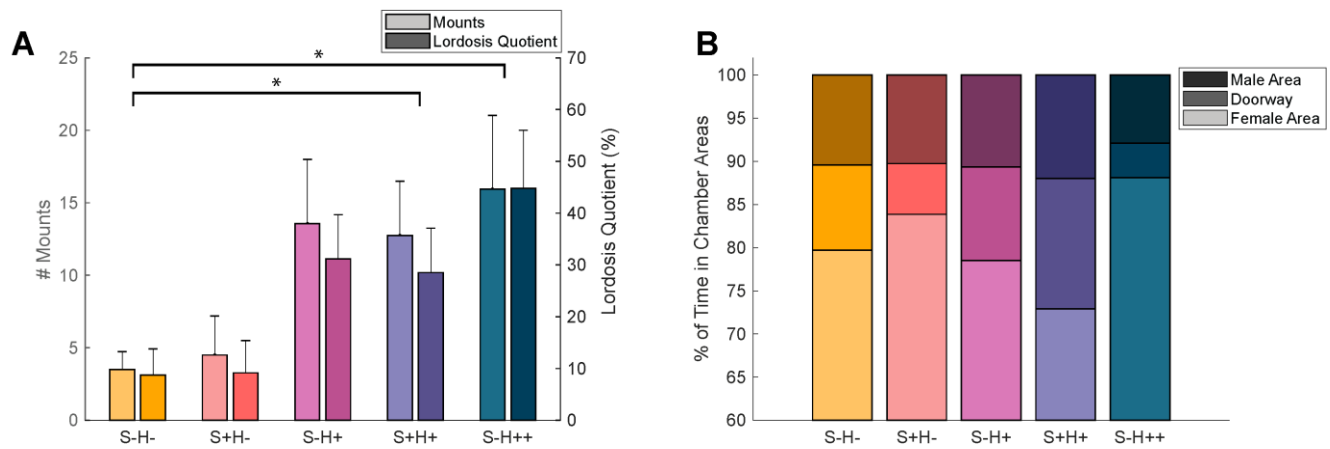 A
Mounts
Lordosis Quotient
25
20
15
10
5
0
# Mounts
*
*
70
60
50
40
30
20
10
0
Lordosis Quotient (%)
S-H- S+H- S-H+ S+H+ S-H++
B
Male Area
Doorway
Female Area
100
95
90
85
80
75
70
65
60
% of Time in Chamber Areas
S-H- S+H- S-H+ S+H+ S-H++